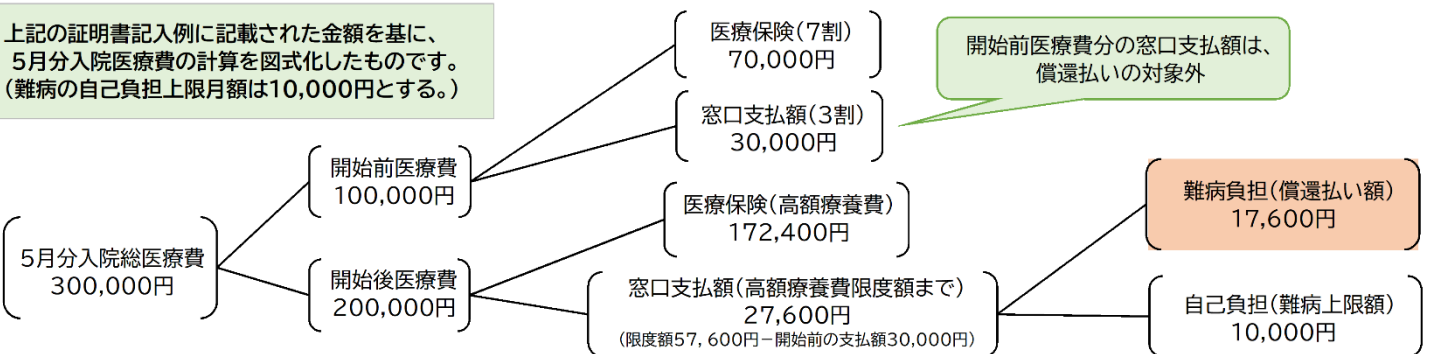 上記の証明書記入例に記載された金額を基に、
5月分入院医療費の計算を図式化したものです。
(難病の自己負担上限月額は10,000円とする。)
医療保険(7割)
70,000円
開始前医療費分の窓口支払額は、
償還払いの対象外
窓口支払額(3割)
30,000円
開始前医療費
100,000円
医療保険(高額療養費)
172,400円
難病負担(償還払い額)
17,600円
5月分入院総医療費
300,000円
開始後医療費
200,000円
窓口支払額(高額療養費限度額まで)
27,600円
(限度額57,600円−開始前の支払額30,000円)
自己負担(難病上限額)
10,000円